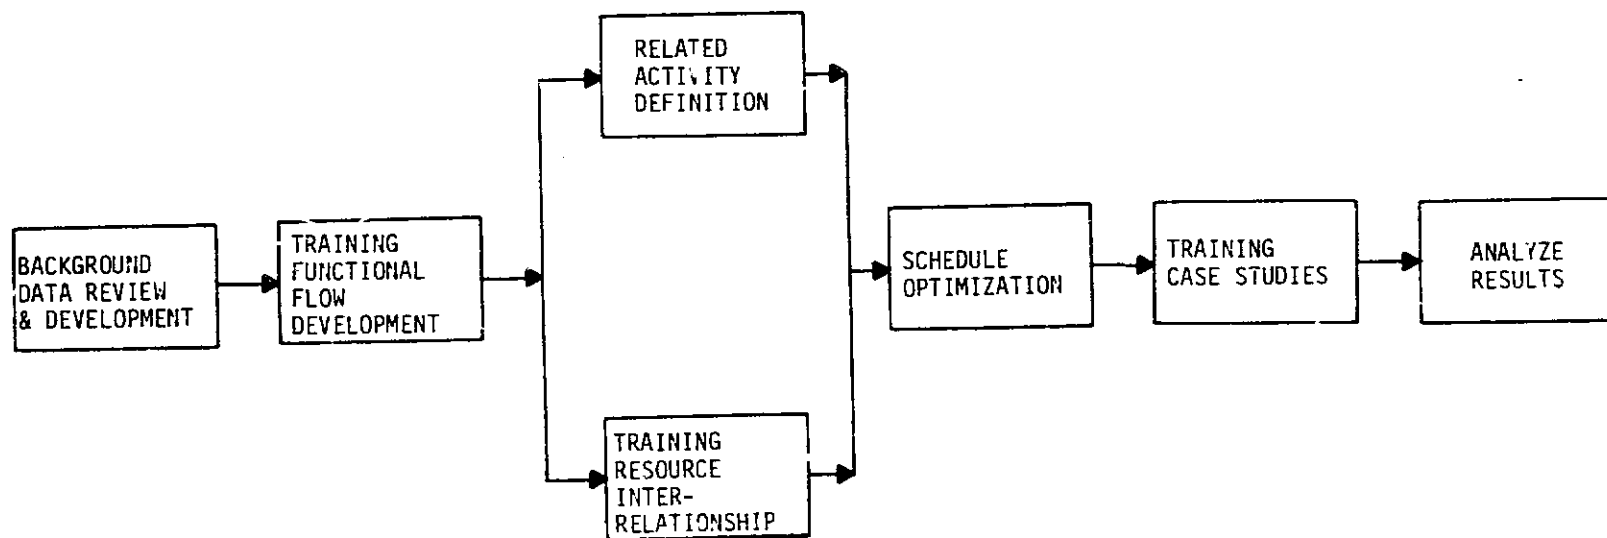 RELATED
ACTIVITY
DEFINITION
BACKGROUND
DATA REVIEW
& DEVELOPMENT
TRAINING
FUNCTIONAL
FLOW
DEVELOPMENT
TRAINING
RESOURCE
INTER-
RELATIONSHIP
SCHEDULE
OPTIMIZATION
TRAINING
CASE STUDIES
ANALYZE
RESULTS